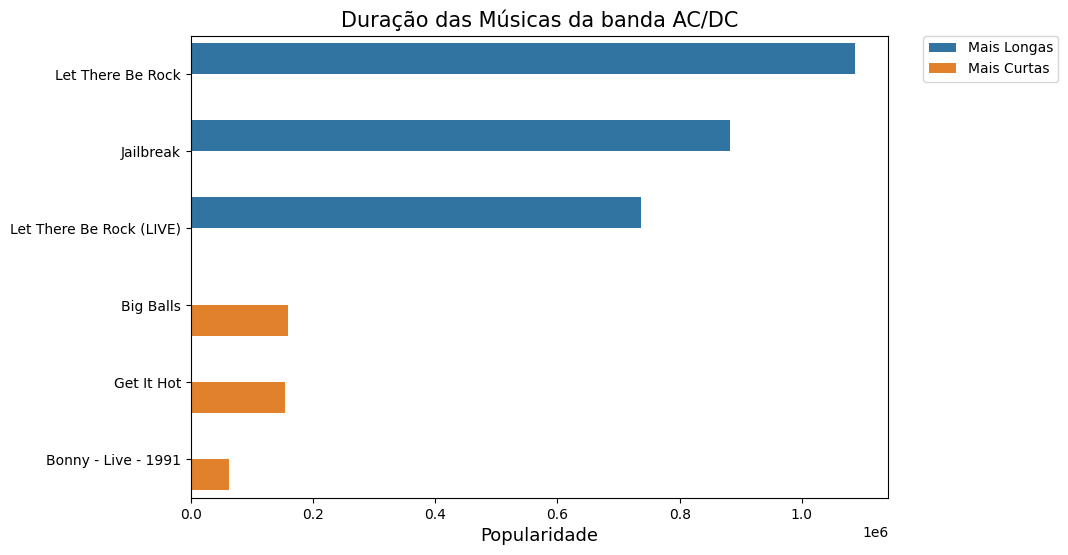 Duração das Músicas da banda AC/DC
Mais Longas
Mais Curtas
Let There Be Rock
Jailbreak
Let There Be Rock (LIVE)
Big Balls
Get It Hot
Bonny - Live - 1991
0.0 0.2 0.4 0.6 0.8 1.0
1e6
Popularidade